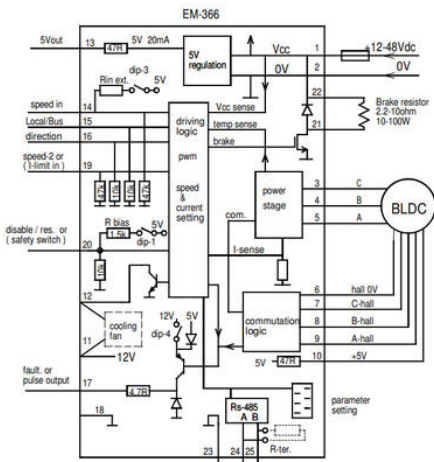 EM-366
5Vout
13
47R
5V 20mA
5V
regulation
Vcc
1
+12-48Vdc
0V
2
0V
dip-3
Rin ext.
5V
22
speed in
14
Vcc sense
Local/Bus
15
driving
logic
temp sense
21
Brake resistor
2.2-10ohm
10-100W
direction
16
pwm
brake
speed-2 or
( I-limit in )
19
speed
&
current
setting
power
stage
3
C
47k
10k
10k
47k
4
B
BLDC
com.
5
A
disable / res. or
( safety switch )
R bias
5V
1.5k
dip-1
20
I-sense
10k
6
hall 0V
12
7
C-hall
commutation
logic
8
B-hall
cooling
fan
12V
5V
9
A-hall
11
12V
dip-4
5V
47R
10
+5V
fault. or
pulse output
17
4.7R
parameter
setting
18
Rs-485
A B
R-ter.
23
24
25